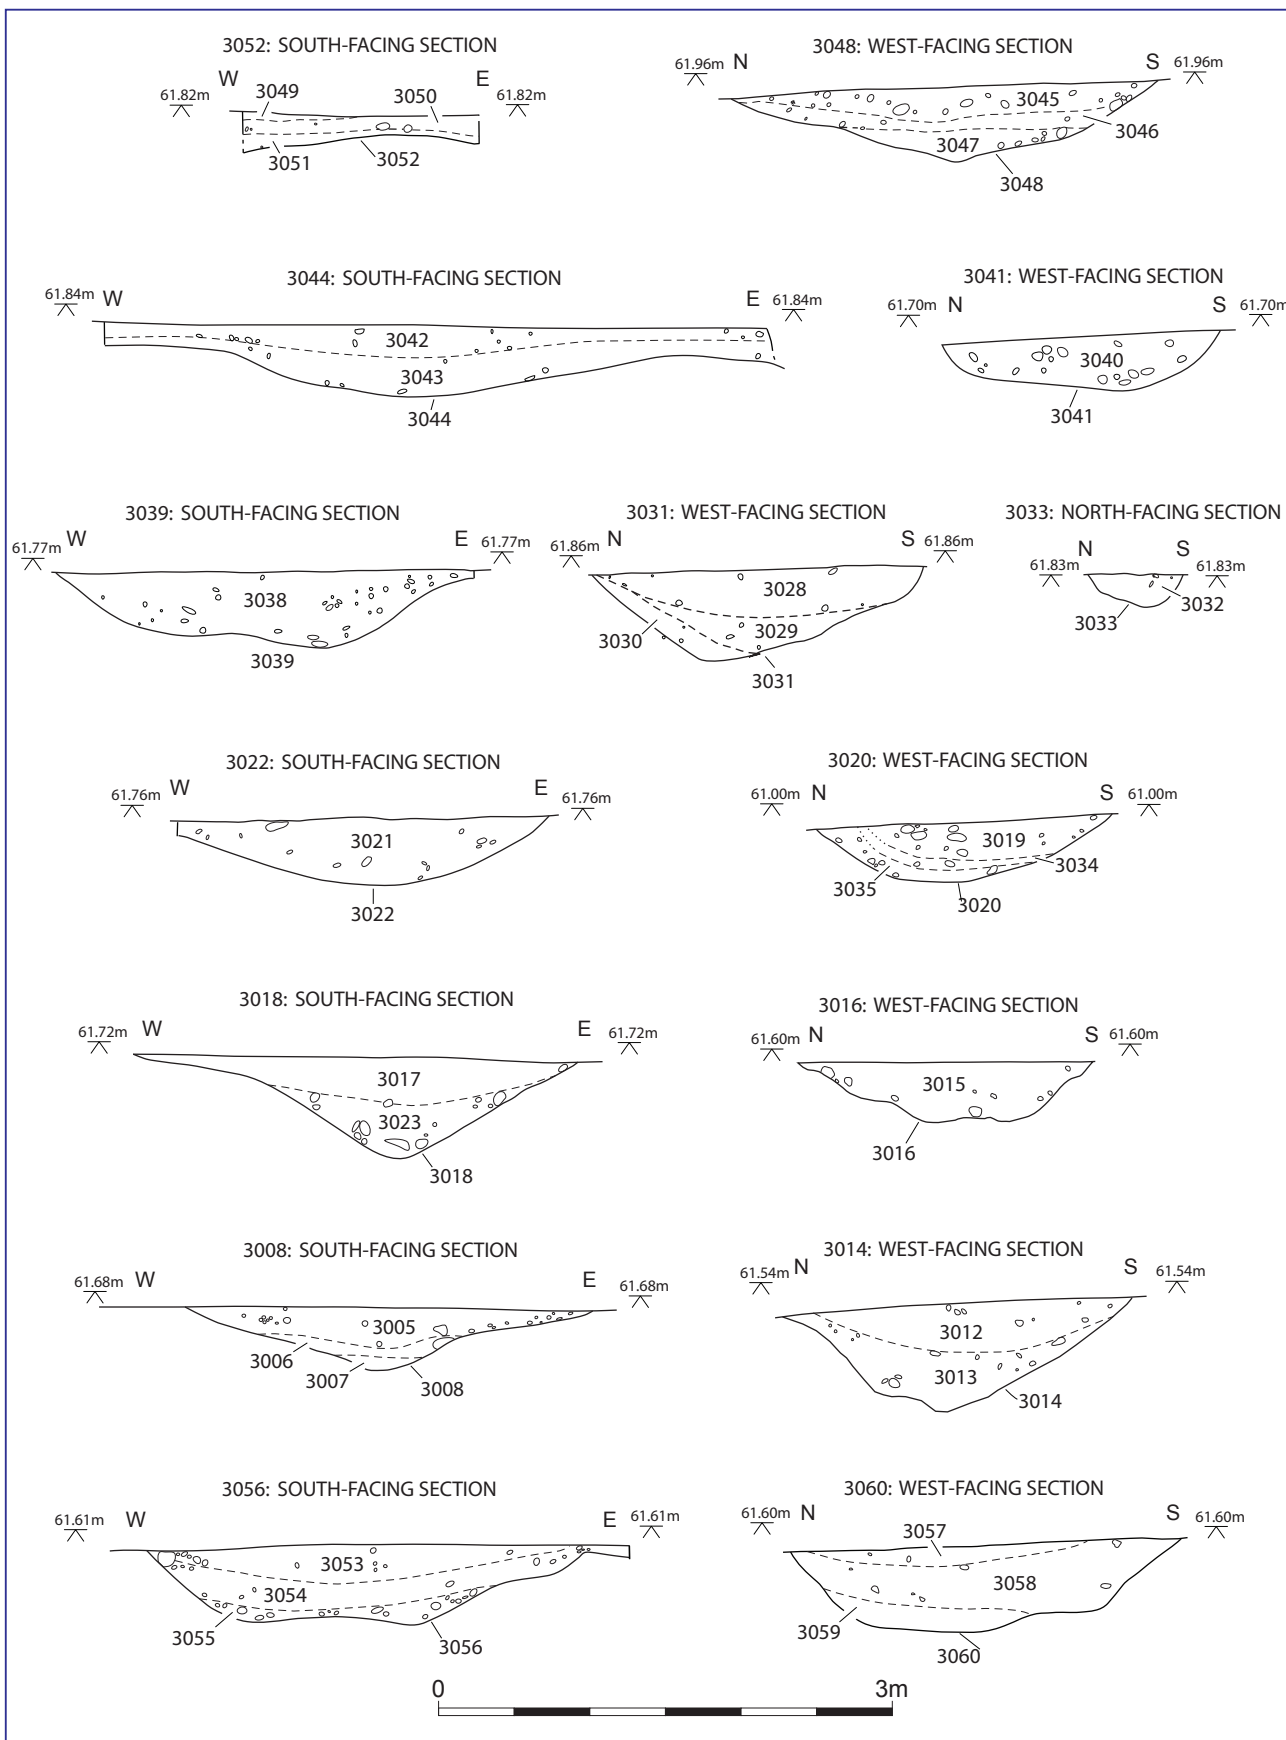 3052: SOUTH-FACING SECTION
W E
61.82m 61.82m
3049 3050
3051 3052
3048: WEST-FACING SECTION
61.96m N S 61.96m
3045
3046
3047
3048
3044: SOUTH-FACING SECTION
61.84m W E 61.84m
3042
3043
3044
3041: WEST-FACING SECTION
61.70m N S 61.70m
3040
3041
3039: SOUTH-FACING SECTION
61.77m W E 61.77m
3038
3039
3031: WEST-FACING SECTION
61.86m N S 61.86m
3028
3029
3030
3031
3033: NORTH-FACING SECTION
N S
61.83m 61.83m
3032
3033
3022: SOUTH-FACING SECTION
61.76m W E 61.76m
3021
3022
3020: WEST-FACING SECTION
61.00m N S 61.00m
3019
3034
3035
3020
3018: SOUTH-FACING SECTION
61.72m W E 61.72m
3017
3023
3018
3016: WEST-FACING SECTION
61.60m N S 61.60m
3015
3016
3008: SOUTH-FACING SECTION
61.68m W E 61.68m
3005
3006
3007 3008
3014: WEST-FACING SECTION
61.54m N S 61.54m
3012
3013
3014
3056: SOUTH-FACING SECTION
61.61m W E 61.61m
3053
3054
3055 3056
3060: WEST-FACING SECTION
61.60m N S 61.60m
3057
3058
3059
3060
0 3m